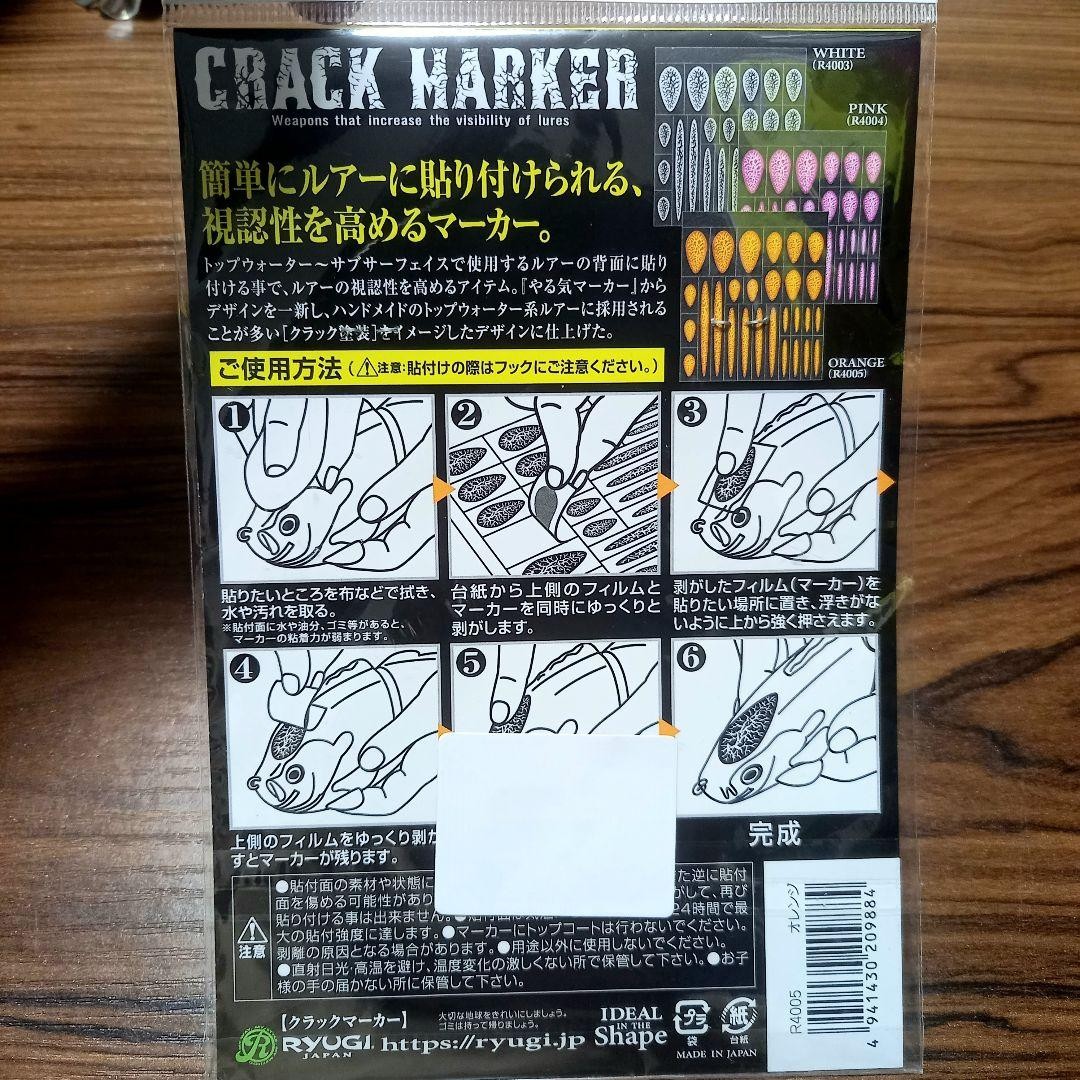 CRACK MARKER
Weapons that increase the visibility of lures
WHITE
(R4003)
PINK
(R4004)
ORANGE
(R4005)
簡単にルアーに貼り付けられる、
視認性を高めるマーカー。
トップウォーター～サブサーフェイスで使用するルアーの背面に貼り
付ける事で、ルアーの視認性を高めるアイテム。『やる気マーカー』から
デザインを一新し、ハンドメイドのトップウォーター系ルアーに採用される
ことが多い[クラック塗装]をイメージしたデザインに仕上げた。
ご使用方法(⚠注意:貼付けの際はフックにご注意ください。)
1
貼りたいところを布などで拭き、
水や汚れを取る。
※貼付面に水や油分、ゴミ等があると、
マーカーの粘着力が弱まります。
2
台紙から上側のフィルムと
マーカーを同時にゆっくりと
剥がします。
3
剥がしたフィルム(マーカー)を
貼りたい場所に置き、浮きがな
いように上から強く押さえます。
4
上側のフィルムをゆっくり剥が
すとマーカーが残ります。
5
6
完成
注意
●貼付面の素材や状態に た逆に貼付
面を傷める可能性があり がして、再び
貼り付ける事は出来ません。 24時間で最
大の貼付強度に達します。●マーカーにトップコートは行わないでください。
剥離の原因となる場合があります。●用途以外に使用しないでください。
●直射日光・高温を避け、温度変化の激しくない所で保管して下さい。●お子
様の手の届かない所に保管して下さい。
【クラックマーカー】
大切な地球をきれいにしましょう。
ゴミは持って帰りましょう。
R RYUGI JAPAN
https://ryugi.jp
IDEAL
IN THE
Shape
プラ
袋
紙
台紙
MADE IN JAPAN
R4005 オレンジ
4 941430 209884